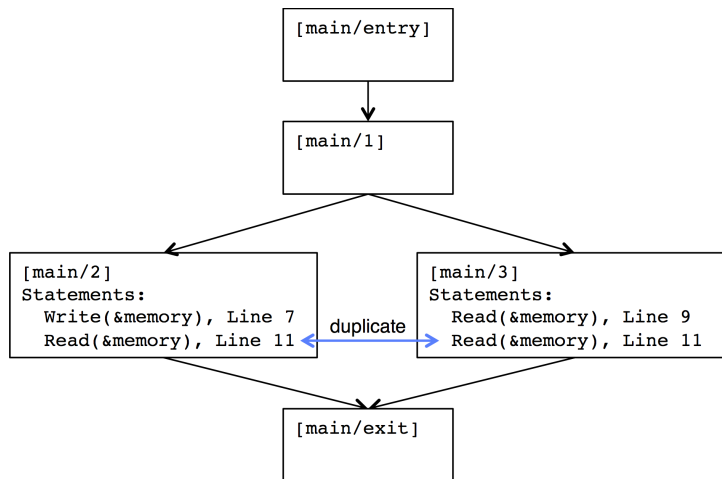 [main/entry]
[main/1]
[main/2]
Statements:
Write(&memory), Line 7
Read(&memory), Line 11
duplicate
[main/3]
Statements:
Read(&memory), Line 9
Read(&memory), Line 11
[main/exit]